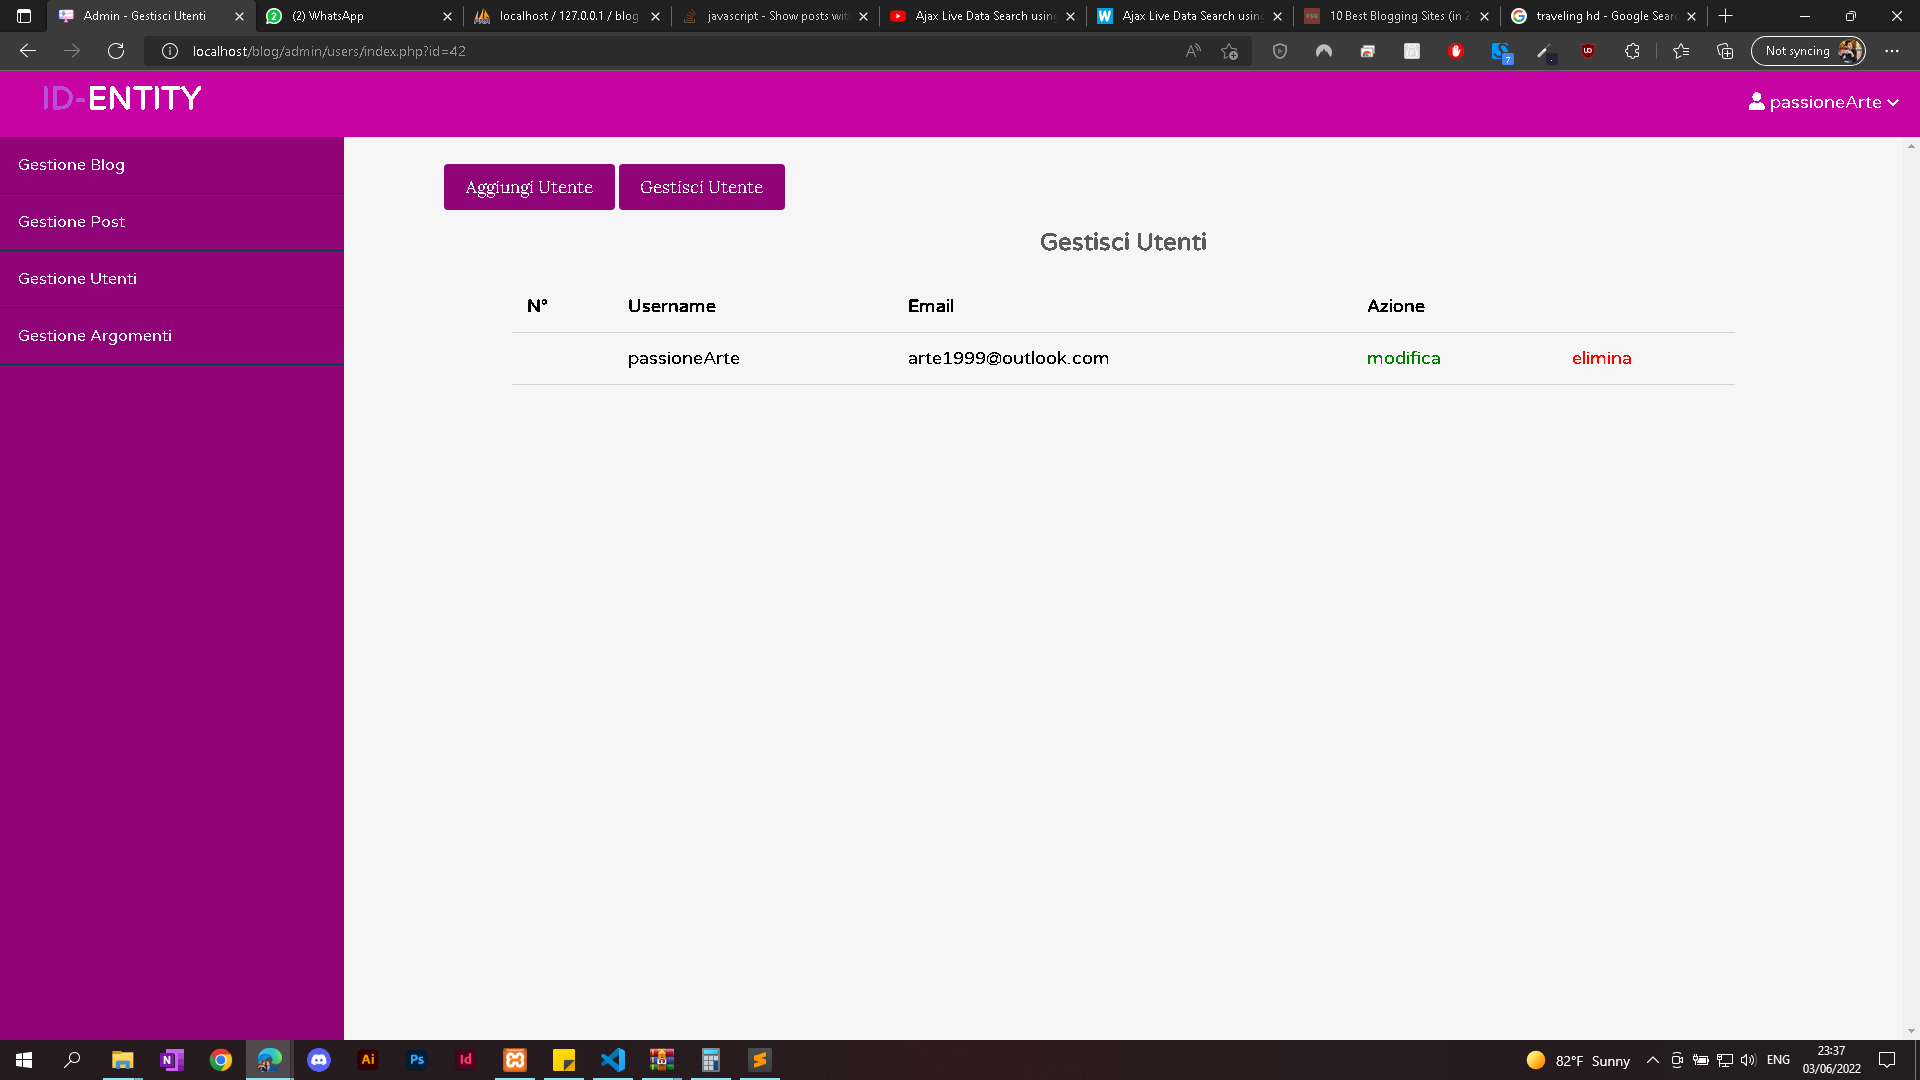 Admin - Gestisci Utenti
(2) WhatsApp
localhost / 127.0.0.1 / blog
javascript - Show posts wit
Ajax Live Data Search using
Ajax Live Data Search using
10 Best Blogging Sites (in 2
traveling hd - Google Sear
localhost/blog/admin/users/index.php?id=42
7
Not syncing
ID-ENTITY
passioneArte
Gestione Blog
Gestione Post
Gestione Utenti
Gestione Argomenti
Aggiungi Utente
Gestisci Utente
Gestisci Utenti
N° Username Email Azione
passioneArte arte1999@outlook.com modifica elimina
N
Ai
Ps
Id
82°F Sunny
ENG
23:37
03/06/2022